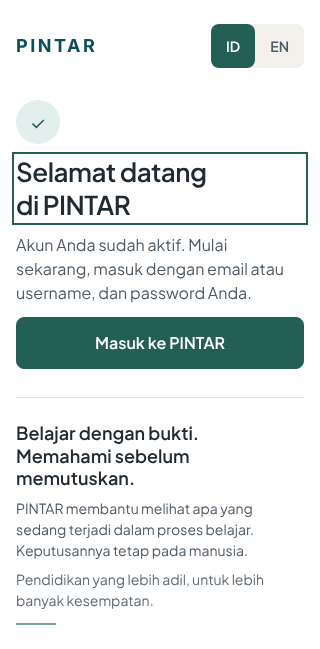 PINTAR
ID EN
Selamat datang
di PINTAR
Akun Anda sudah aktif. Mulai
sekarang, masuk dengan email atau
username, dan password Anda.
Masuk ke PINTAR
Belajar dengan bukti.
Memahami sebelum
memutuskan.
PINTAR membantu melihat apa yang
sedang terjadi dalam proses belajar.
Keputusannya tetap pada manusia.
Pendidikan yang lebih adil, untuk lebih
banyak kesempatan.